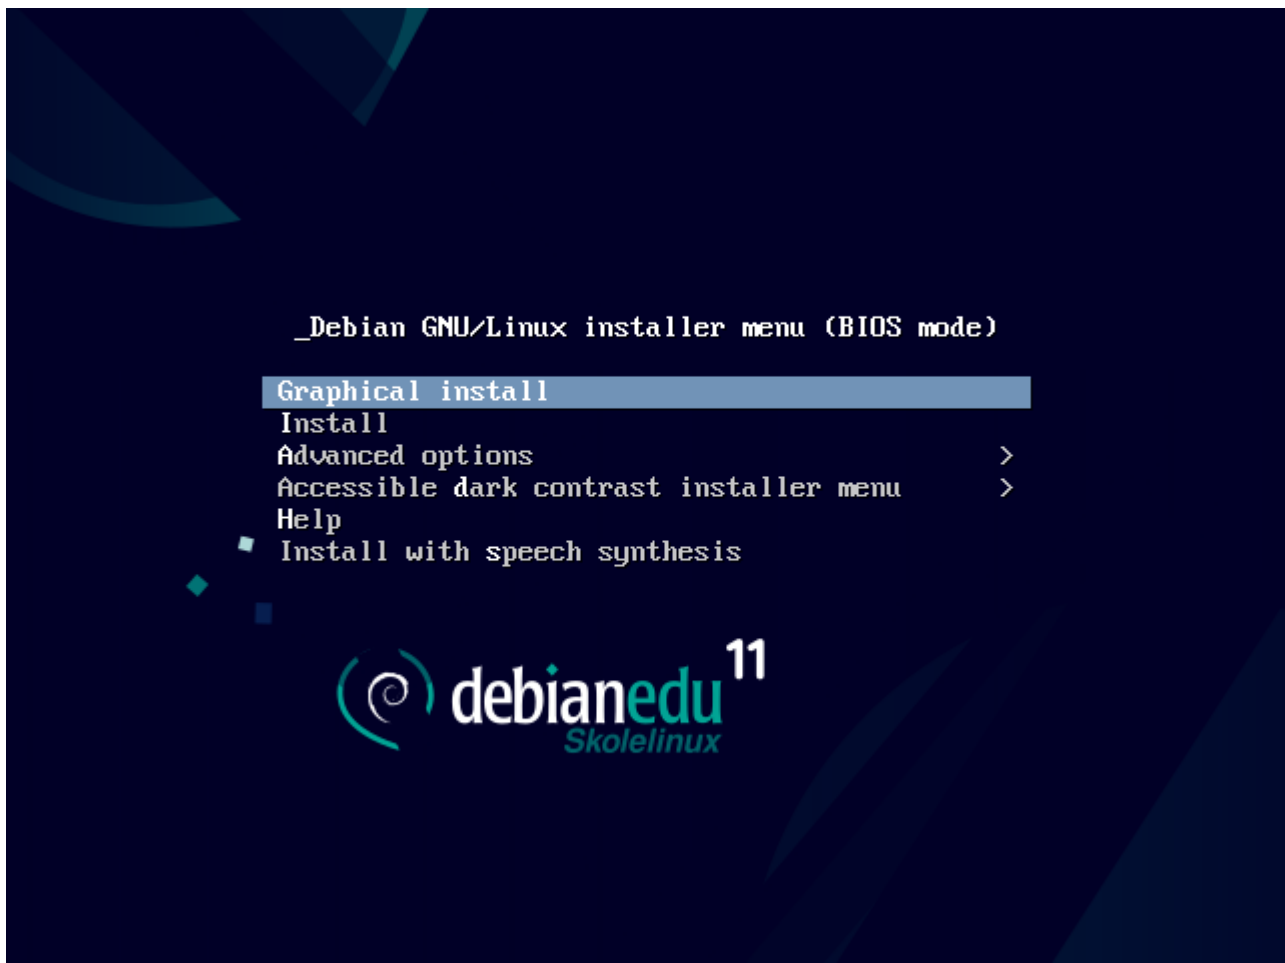 _Debian GNU/Linux installer menu (BIOS mode)
Graphical install
Install
Advanced options >
Accessible dark contrast installer menu >
Help
Install with speech synthesis
debianedu 11
Skolelinux